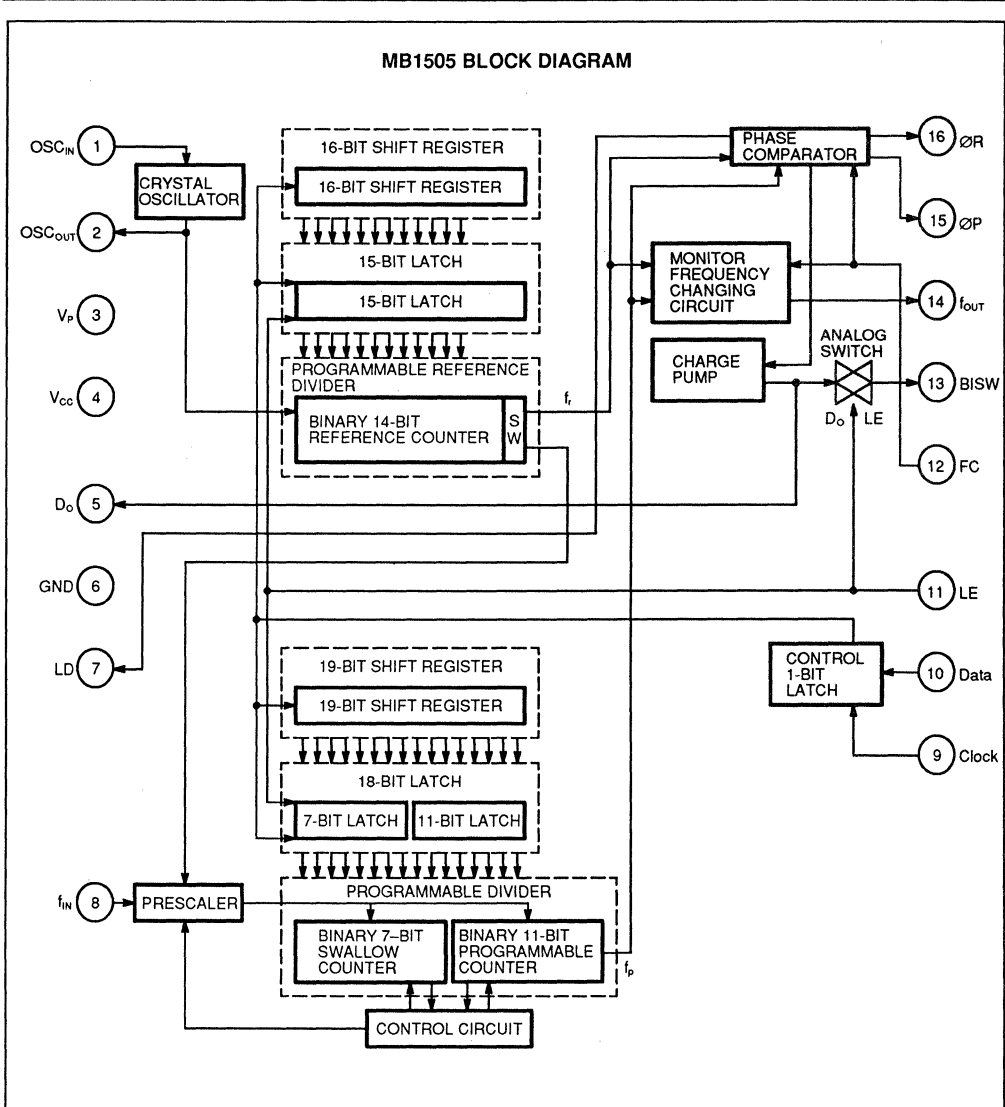 MB1505 BLOCK DIAGRAM
OSCIN 1
CRYSTAL
OSCILLATOR
OSCOUT 2
VP 3
VCC 4
DO 5
GND 6
LD 7
fIN 8
PRESCALER
16-BIT SHIFT REGISTER
16-BIT SHIFT REGISTER
15-BIT LATCH
15-BIT LATCH
PROGRAMMABLE REFERENCE
DIVIDER
BINARY 14-BIT
REFERENCE COUNTER
S
W
fr
19-BIT SHIFT REGISTER
19-BIT SHIFT REGISTER
18-BIT LATCH
7-BIT LATCH
11-BIT LATCH
PROGRAMMABLE DIVIDER
BINARY 7–BIT
SWALLOW
COUNTER
BINARY 11-BIT
PROGRAMMABLE
COUNTER
fp
CONTROL CIRCUIT
PHASE
COMPARATOR
MONITOR
FREQUENCY
CHANGING
CIRCUIT
CHARGE
PUMP
ANALOG
SWITCH
DO LE
CONTROL
1-BIT
LATCH
16 ØR
15 ØP
14 fOUT
13 BISW
12 FC
11 LE
10 Data
9 Clock